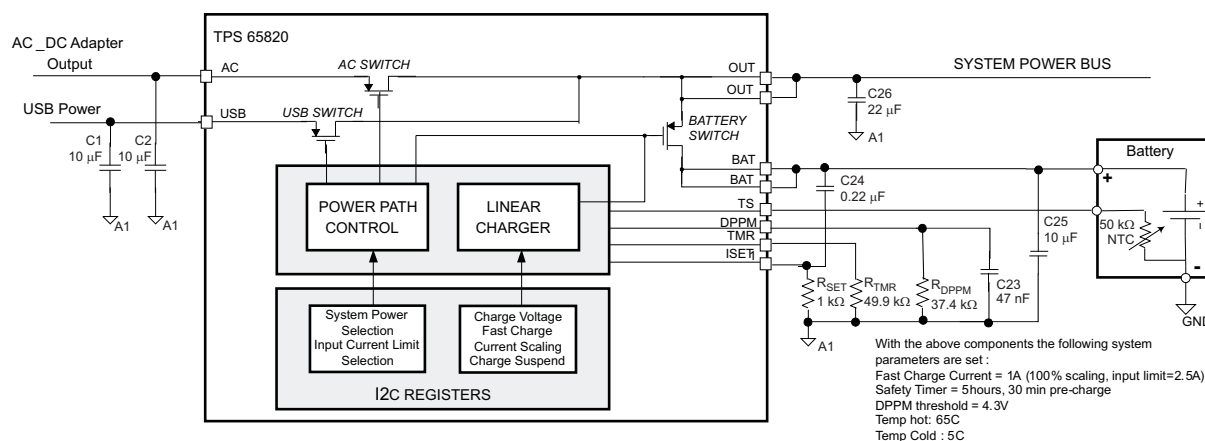 TPS 65820
AC _DC Adapter
Output
AC
AC SWITCH
OUT
SYSTEM POWER BUS
OUT
USB Power
USB
USB SWITCH
BATTERY
SWITCH
C26
22 μF
A1
C1
10 μF
C2
10 μF
A1
A1
BAT
BAT
C24
0.22 μF
Battery
+
+
POWER PATH
CONTROL
LINEAR
CHARGER
TS
DPPM
TMR
ISET1
C25
10 μF
50 kΩ
NTC
-
GND
RSET
1 kΩ
RTMR
49.9 kΩ
RDPPM
37.4 kΩ
C23
47 nF
A1
System Power
Selection
Input Current Limit
Selection
Charge Voltage
Fast Charge
Current Scaling
Charge Suspend
I2C REGISTERS
With the above components the following system
parameters are set :
Fast Charge Current = 1A (100% scaling, input limit=2.5A)
Safety Timer = 5hours, 30 min pre-charge
DPPM threshold = 4.3V
Temp hot: 65C
Temp Cold : 5C